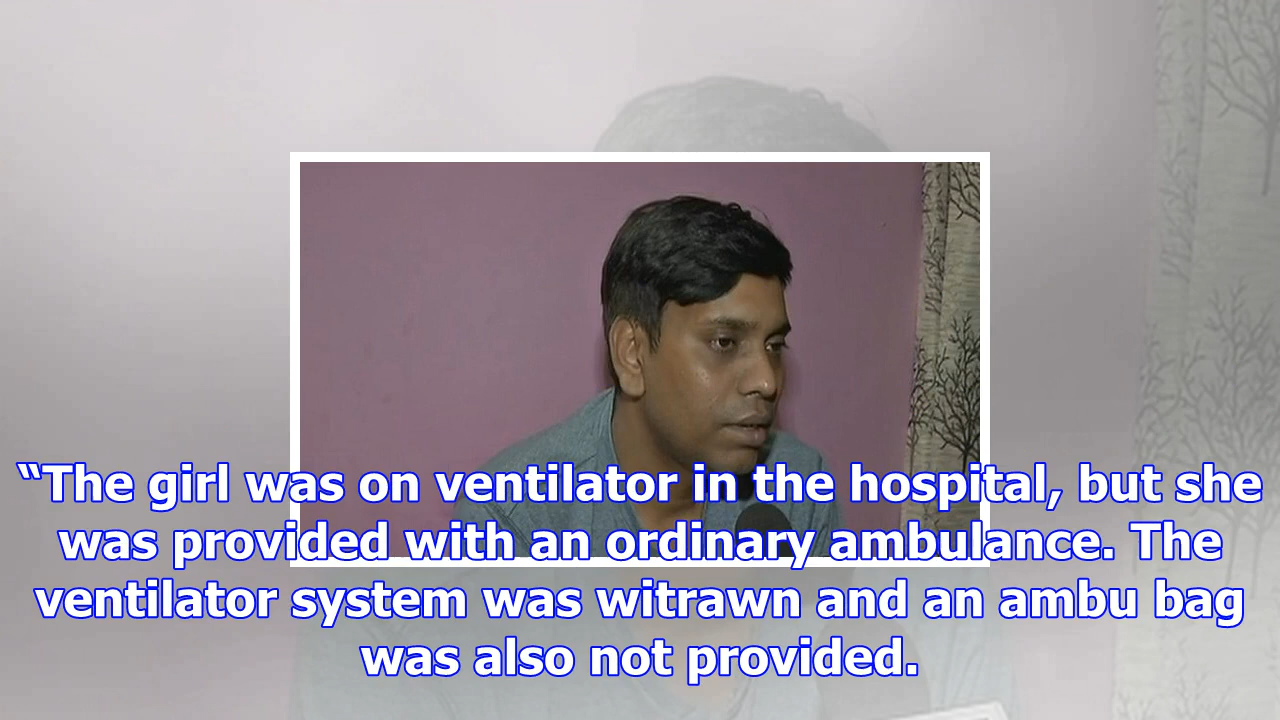 “The girl was on ventilator in the hospital, but she
was provided with an ordinary ambulance. The
ventilator system was witrawn and an ambu bag
was also not provided.